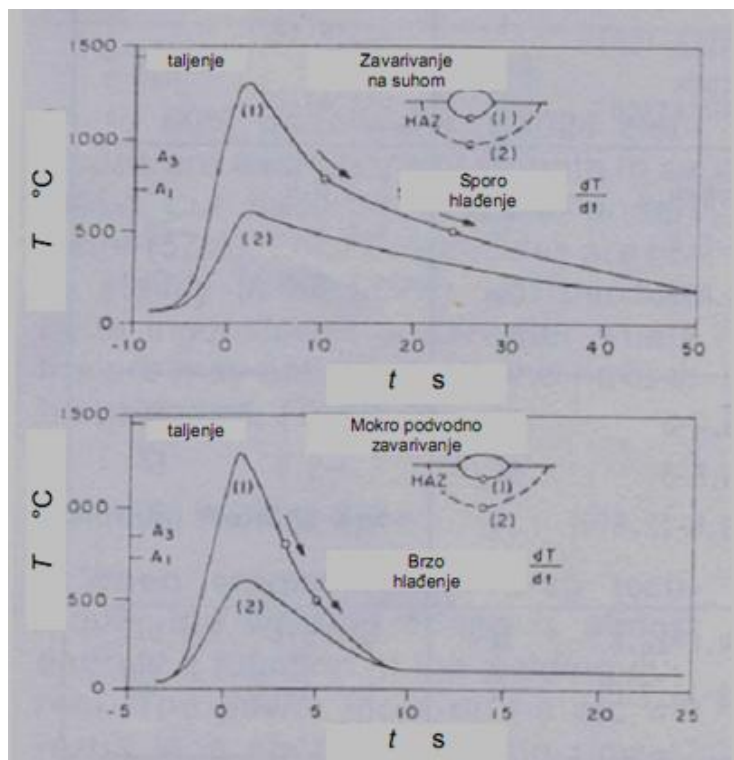 1500
taljenje
Zavarivanje
na suhom
HAZ
(1)
(2)
(1)
1000
A3
A1
Sporo
hlađenje
dT
dt
T °C
500
(2)
0
-10
0
10
20
30
40
50
t s
1500
taljenje
Mokro podvodno
zavarivanje
HAZ
(1)
(2)
(1)
000
A3
A1
Brzo
hlađenje
dT
dt
T °C
500
(2)
0
-5
0
5
10
15
20
25
t s